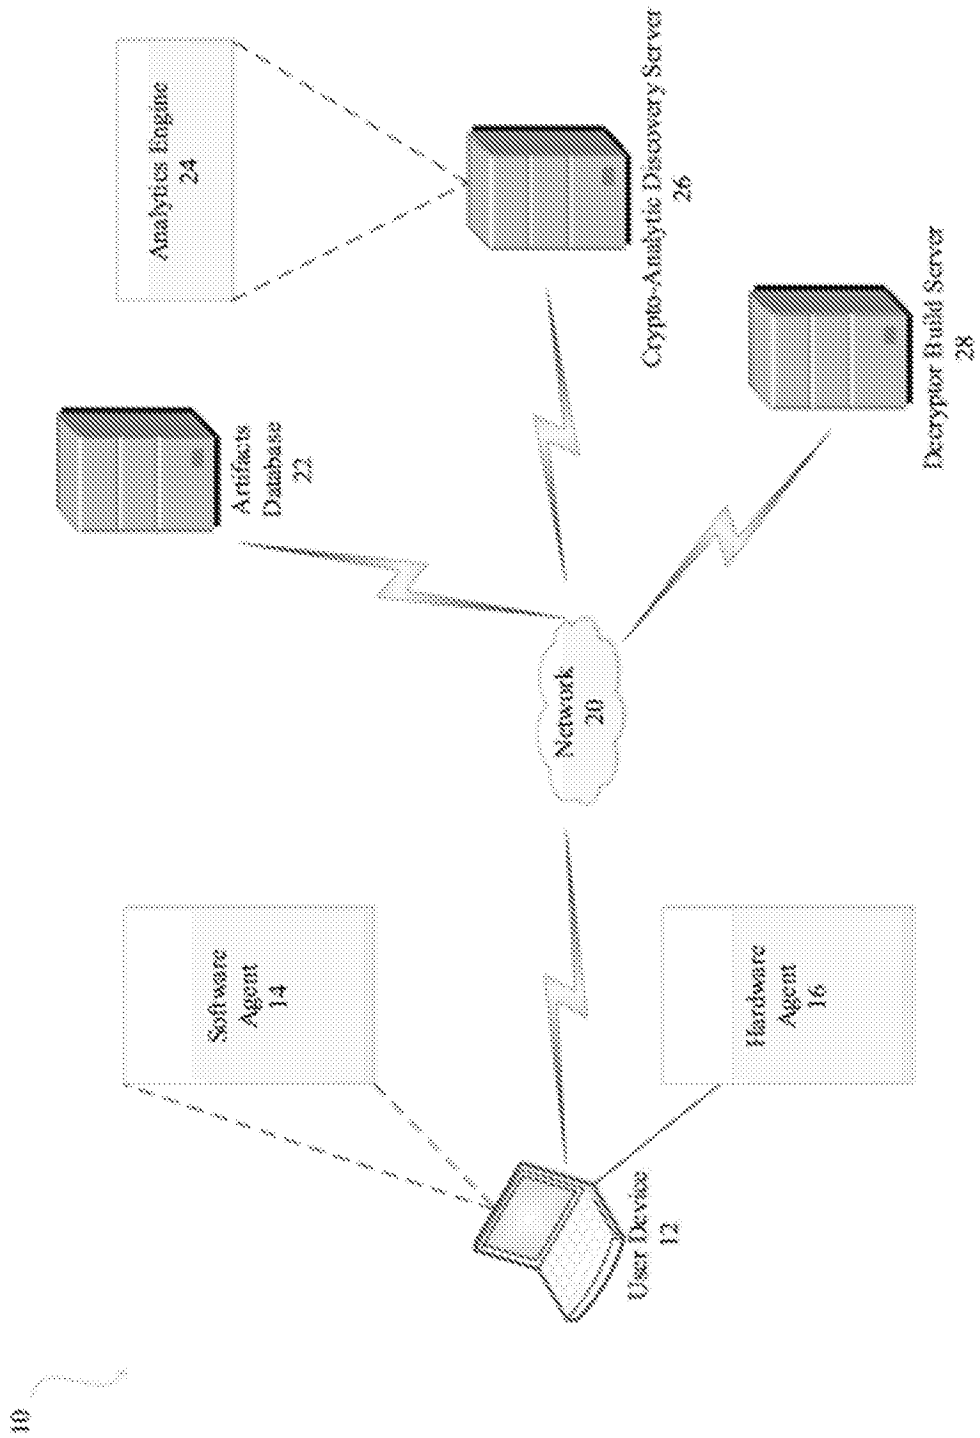 10
Software
Agent
14
User Device
12
Hardware
Agent
16
Network
20
Artifacts
Database
22
Analytics Engine
24
Crypto-Analytic Discovery Server
26
Decryptor Build Server
28